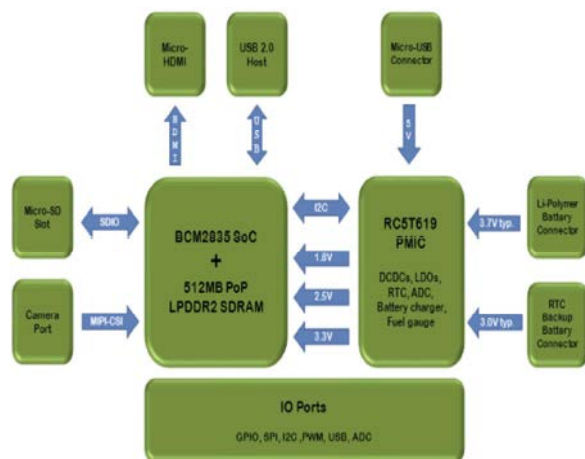 Micro-
HDMI
USB 2.0
Host
Micro-USB
Connector
HDMI
USB
5V
Micro-SD
Slot
SDIO
BCM2835 SoC
+
512MB PoP
LPDDR2 SDRAM
I2C
1.8V
2.5V
3.3V
RC5T619
PMIC
DCDCs, LDOs,
RTC, ADC,
Battery charger,
Fuel gauge
3.7V typ.
Li-Polymer
Battary
Connector
Camera
Port
MIPI-CSI
3.0V typ.
RTC
Backup
Battary
Connector
IO Ports
GPIO, SPI, I2C ,PWM, USB, ADC